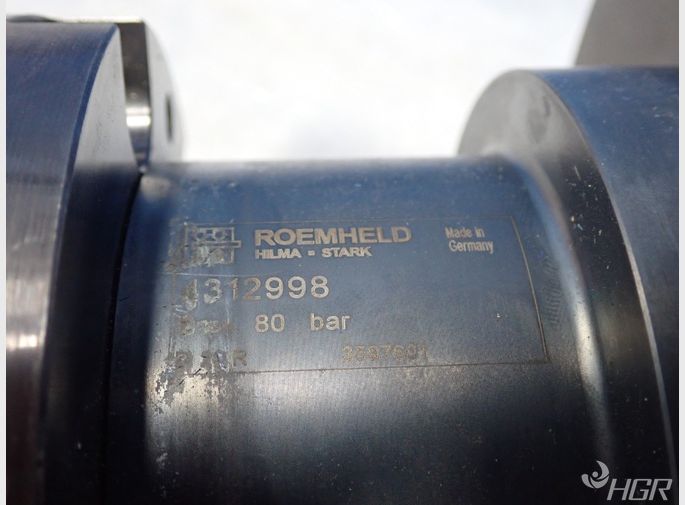 ROEMHELD
HILMA ▪ STARK
Made in
Germany
4312998
80 bar
R
HGR